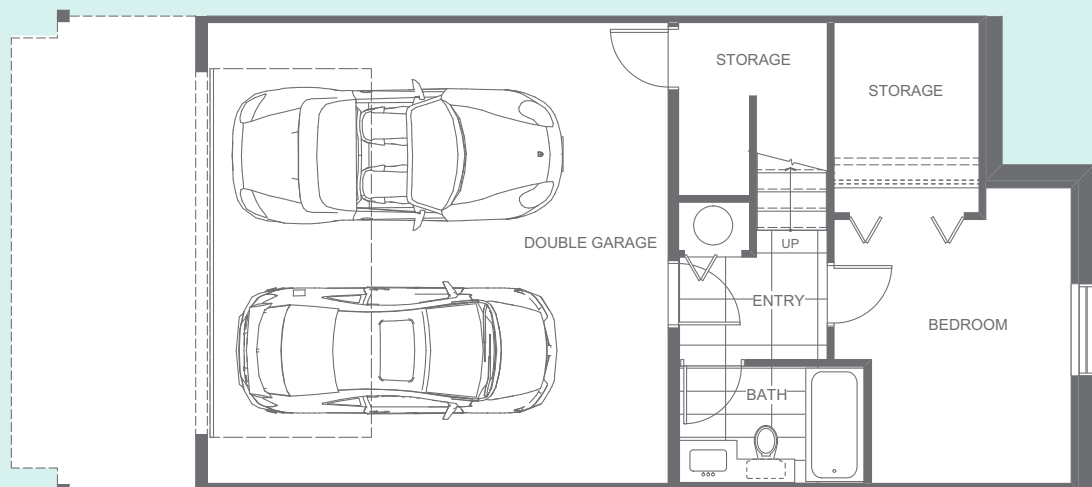 STORAGE
STORAGE
DOUBLE GARAGE
UP
ENTRY
BEDROOM
BATH